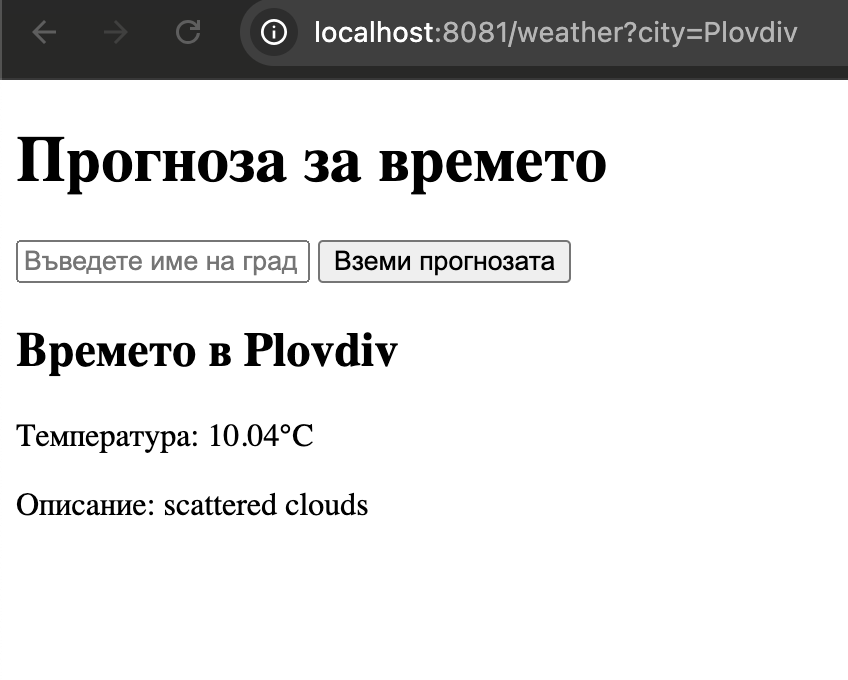 localhost:8081/weather?city=Plovdiv
Прогноза за времето
Въведете име на град Вземи прогнозата
Времето в Plovdiv
Температура: 10.04°C
Описание: scattered clouds